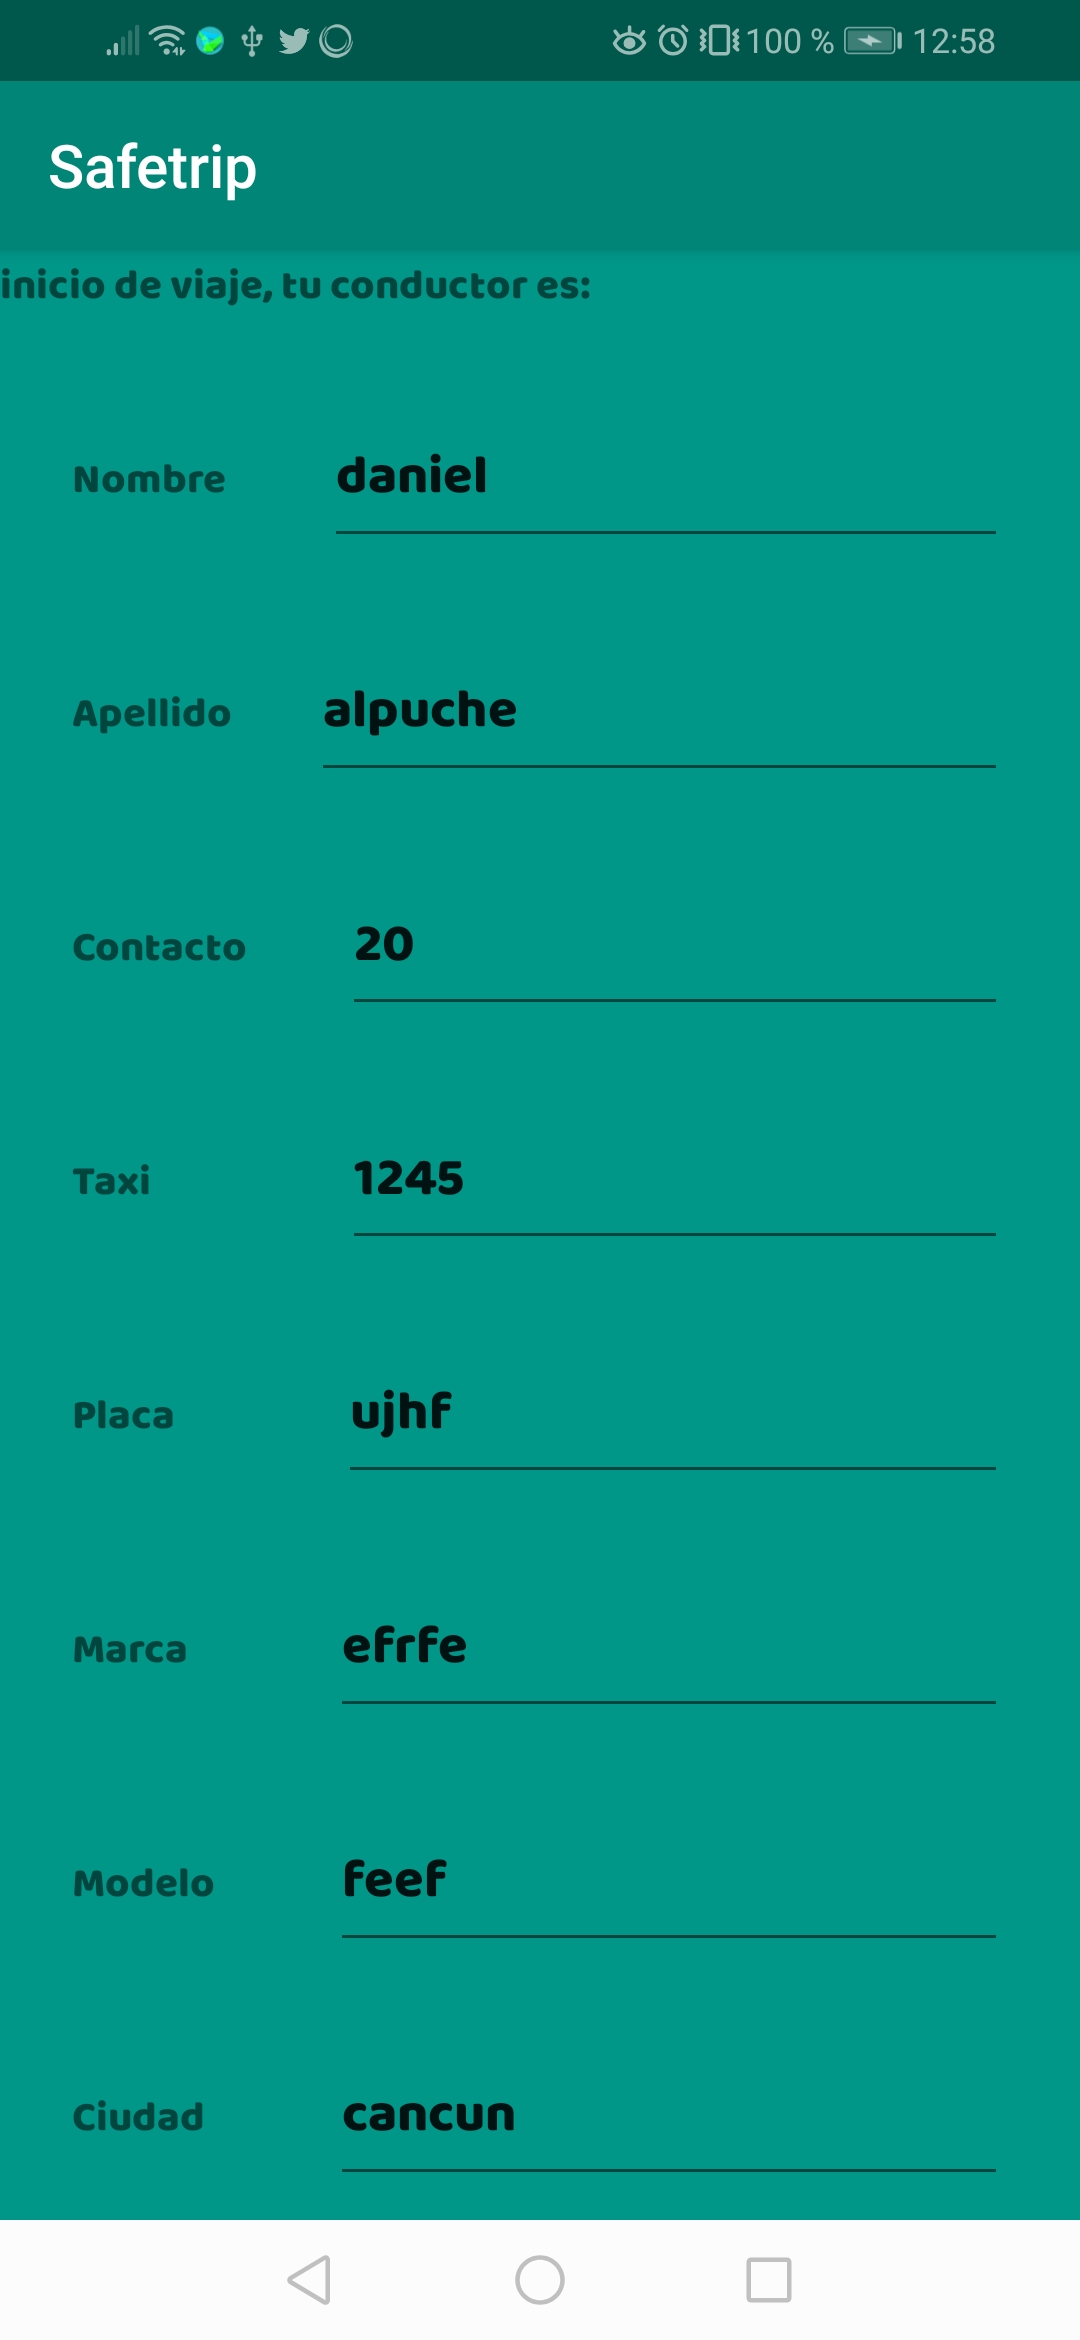 100 % 12:58
Safetrip
inicio de viaje, tu conductor es:
Nombre daniel
Apellido alpuche
Contacto 20
Taxi 1245
Placa ujhf
Marca efrfe
Modelo feef
Ciudad cancun